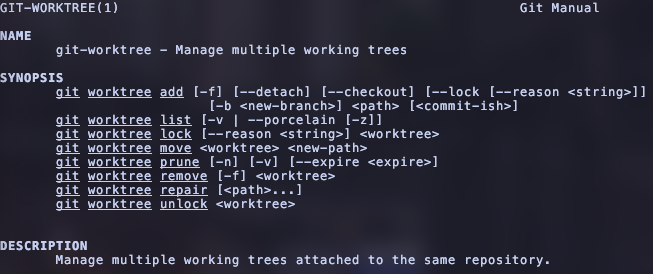 GIT-WORKTREE(1) Git Manual
NAME
git-worktree - Manage multiple working trees
SYNOPSIS
git worktree add [-f] [--detach] [--checkout] [--lock [--reason <string>]]
[-b <new-branch>] <path> [<commit-ish>]
git worktree list [-v | --porcelain [-z]]
git worktree lock [--reason <string>] <worktree>
git worktree move <worktree> <new-path>
git worktree prune [-n] [-v] [--expire <expire>]
git worktree remove [-f] <worktree>
git worktree repair [<path>...]
git worktree unlock <worktree>
DESCRIPTION
Manage multiple working trees attached to the same repository.